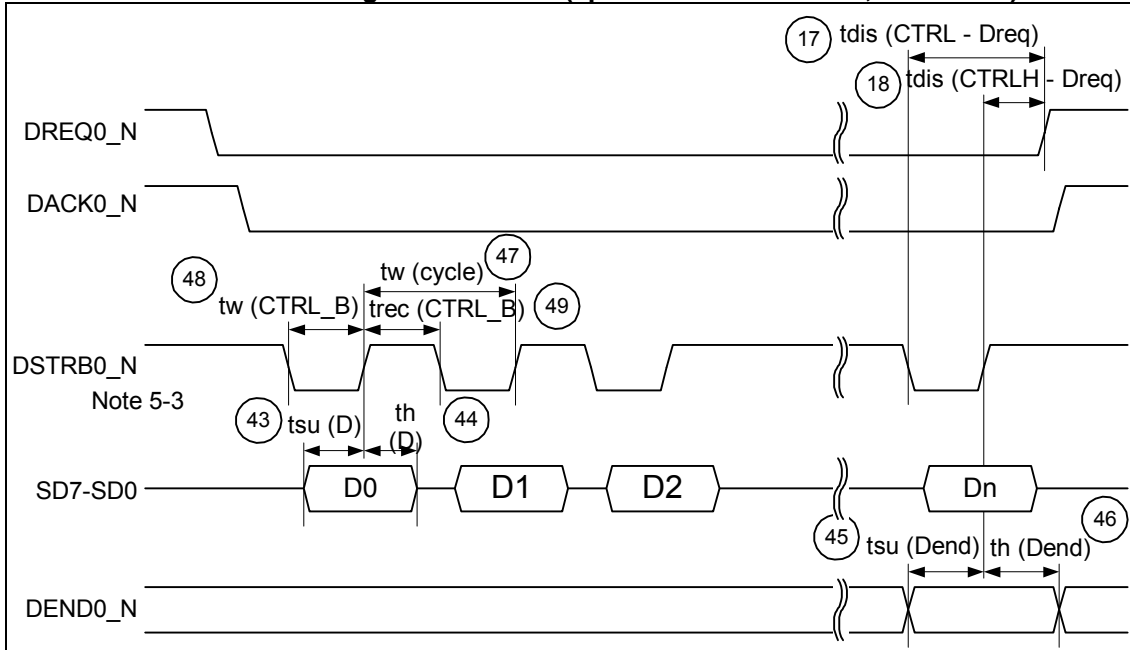 17 tdis (CTRL - Dreq)
18 tdis (CTRLH - Dreq)
DREQ0_N
DACK0_N
47
48 tw (cycle)
tw (CTRL_B) trec (CTRL_B) 49
DSTRB0_N
Note 5-3
43 tsu (D) th (D) 44
SD7-SD0 D0 D1 D2 Dn
45 tsu (Dend) th (Dend) 46
DEND0_N